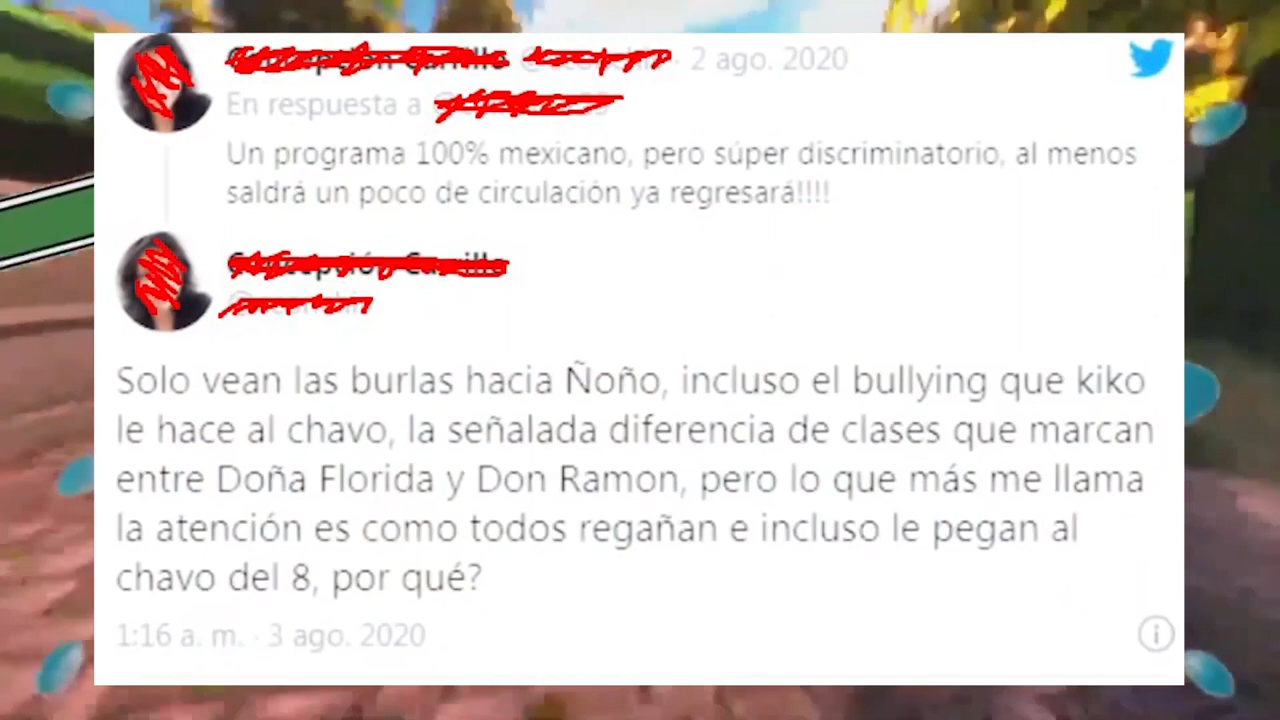 · 2 ago. 2020
En respuesta a
Un programa 100% mexicano, pero súper discriminatorio, al menos
saldrá un poco de circulación ya regresará!!!!
Solo vean las burlas hacia Ñoño, incluso el bullying que kiko
le hace al chavo, la señalada diferencia de clases que marcan
entre Doña Florida y Don Ramon, pero lo que más me llama
la atención es como todos regañan e incluso le pegan al
chavo del 8, por qué?
1:16 a. m. · 3 ago. 2020